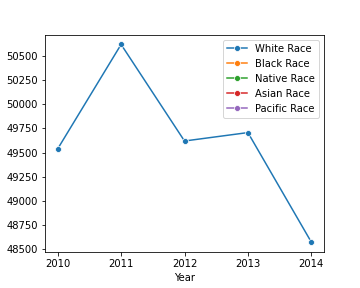 White Race
Black Race
Native Race
Asian Race
Pacific Race
50500
50250
50000
49750
49500
49250
49000
48750
48500
2010 2011 2012 2013 2014
Year